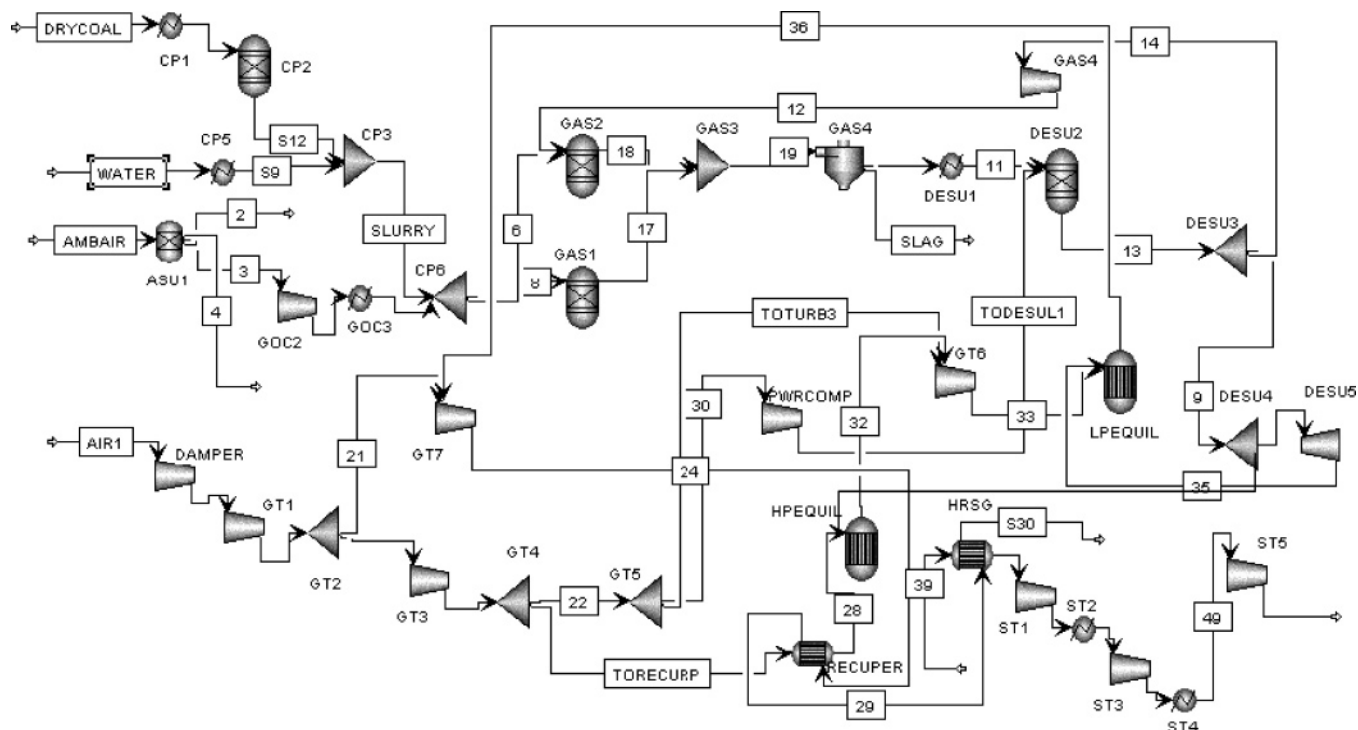 DRYCOAL
CP1
CP2
36
14
GAS4
12
S12
CP3
GAS2
18
GAS3
19
GAS4
DESU2
CP5
WATER
S9
DESU1
11
2
AMBAIR
ASU1
3
4
SLURRY
6
17
SLAG
13
DESU3
CP6
8
GAS1
GOC2
GOC3
TOTURB3
TODESUL1
GT6
30
PWRCOMP
32
33
LPEQUIL
9
DESU4
DESU5
AIR1
DAMPER
21
GT7
24
35
GT1
HPEQUIL
HRSG
S30
GT2
GT3
GT4
22
GT5
28
39
ST1
ST2
49
ST5
TORECURP
RECUPER
29
ST3
ST4